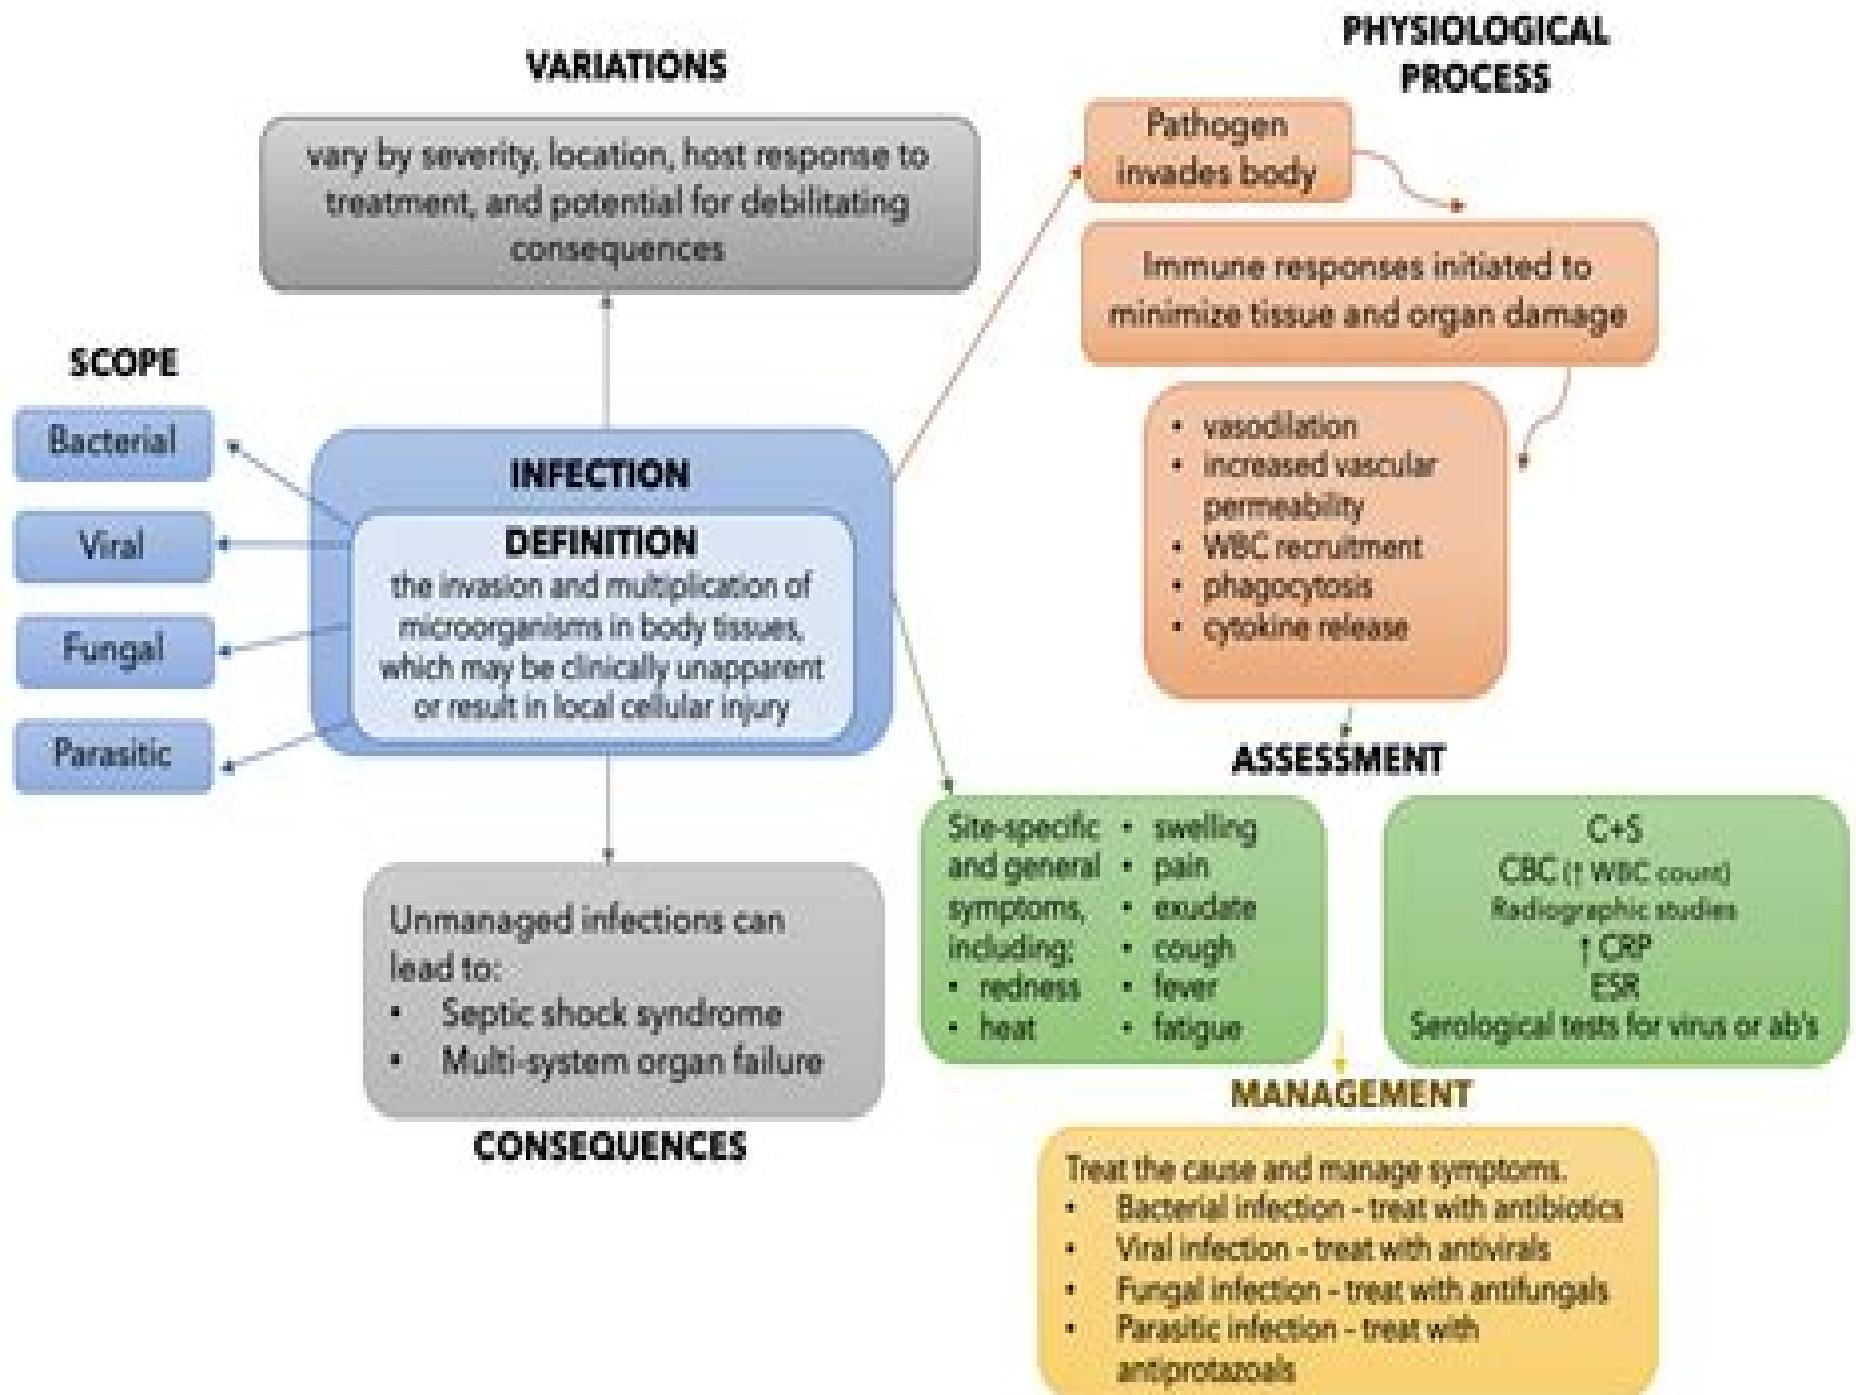 VARIATIONS
vary by severity, location, host response to
treatment, and potential for debilitating
consequences
SCOPE
Bacterial
Viral
Fungal
Parasitic
INFECTION
DEFINITION
the invasion and multiplication of
microorganisms in body tissues,
which may be clinically unapparent
or result in local cellular injury
Unmanaged infections can
lead to:
• Septic shock syndrome
• Multi-system organ failure
CONSEQUENCES
PHYSIOLOGICAL
PROCESS
Pathogen
invades body
Immune responses initiated to
minimize tissue and organ damage
• vasodilation
• increased vascular
permeability
• WBC recruitment
• phagocytosis
• cytokine release
ASSESSMENT
Site-specific
and general
symptoms,
including;
• redness
• heat
• swelling
• pain
• exudate
• cough
• fever
• fatigue
C+S
CBC (↑ WBC count)
Radiographic studies
↑ CRP
ESR
Serological tests for virus or ab's
MANAGEMENT
Treat the cause and manage symptoms.
• Bacterial infection - treat with antibiotics
• Viral infection - treat with antivirals
• Fungal infection - treat with antifungals
• Parasitic infection - treat with
antiprotazoals